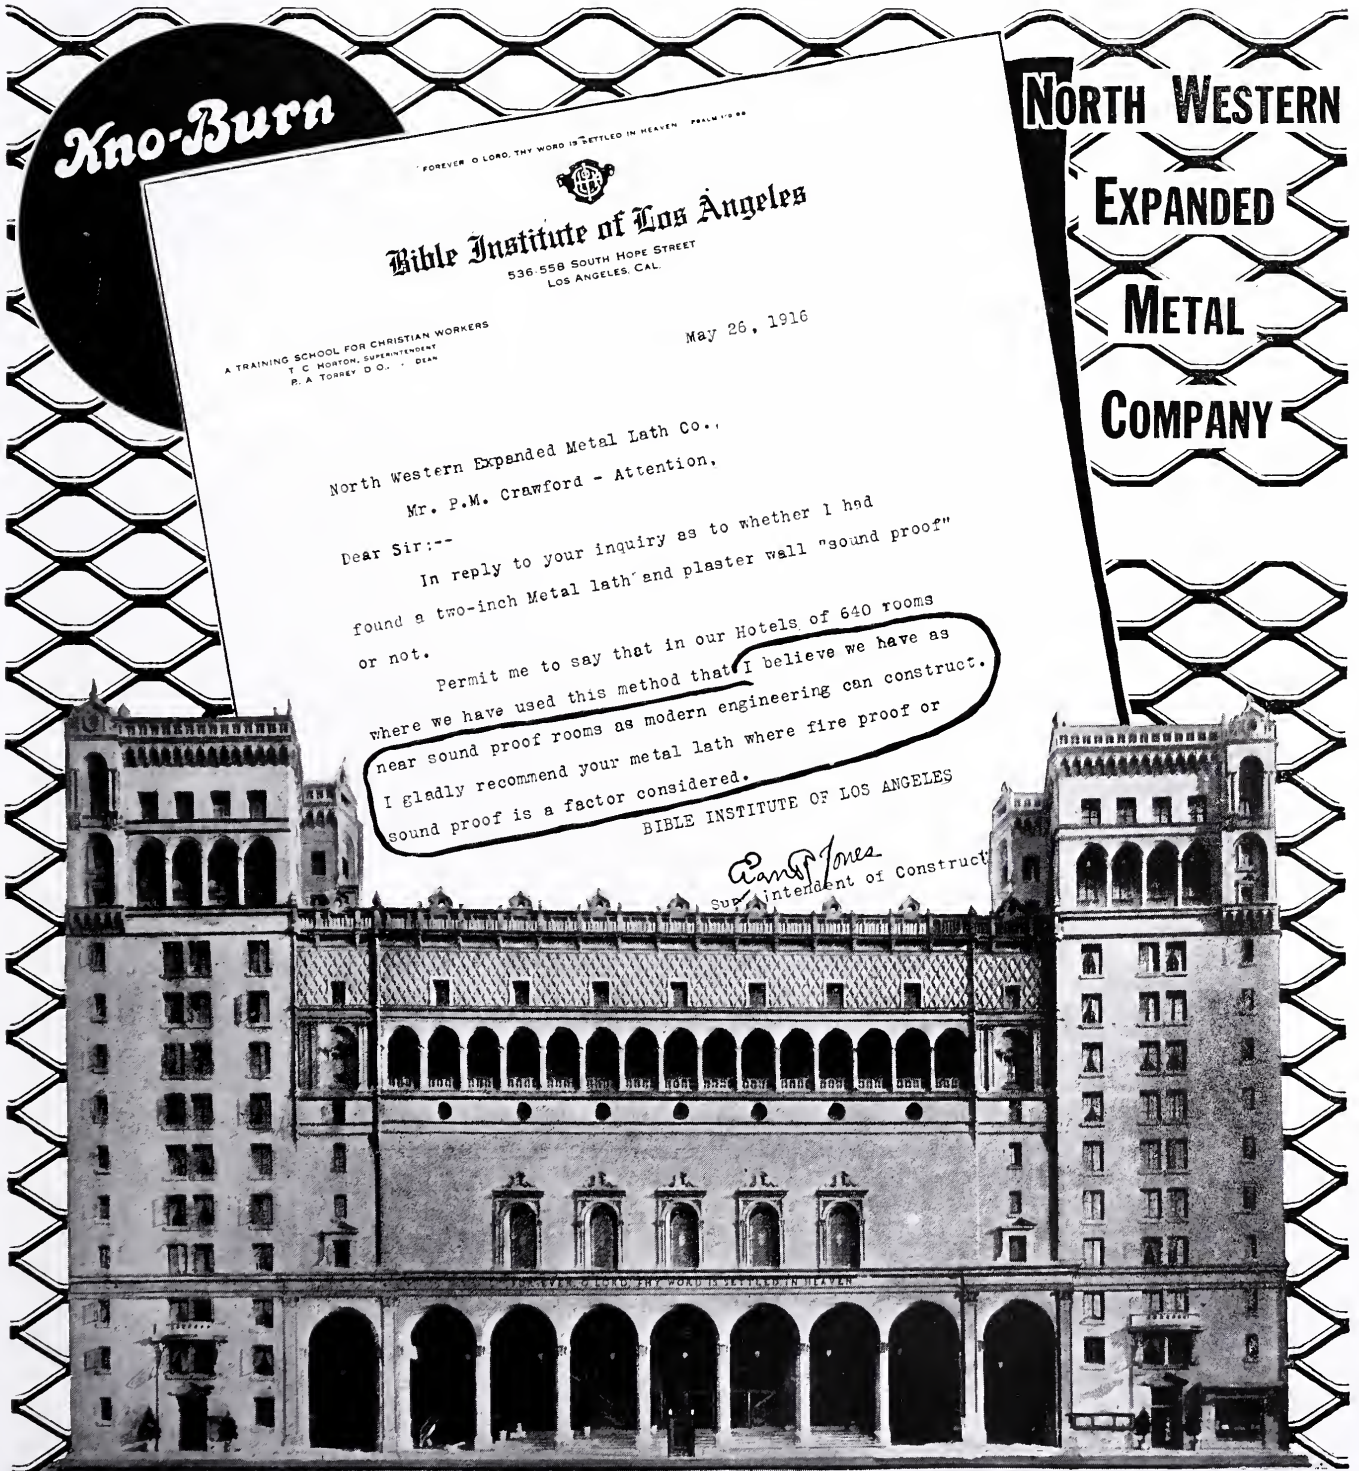 Kno-Burn
NORTH WESTERN
EXPANDED
METAL
COMPANY
FOREVER O LORD, THY WORD IS SETTLED IN HEAVEN PSALM
Bible Institute of Los Angeles
536-558 SOUTH HOPE STREET
LOS ANGELES, CAL.
A TRAINING SCHOOL FOR CHRISTIAN WORKERS
T. C. HORTON, SUPERINTENDENT
R. A. TORREY D.D., - DEAN
May 26, 1916
North Western Expanded Metal Lath Co.,
Mr. P.M. Crawford - Attention,
Dear Sir:--
In reply to your inquiry as to whether I had
found a two-inch Metal lath and plaster wall "sound proof"
or not.
Permit me to say that in our Hotels of 640 rooms
where we have used this method that I believe we have as
near sound proof rooms as modern engineering can construct.
I gladly recommend your metal lath where fire proof or
sound proof is a factor considered.
BIBLE INSTITUTE OF LOS ANGELES
Jones
Superintendent of Construct
FOREVER, O LORD, THY WORD IS SETTLED IN HEAVEN